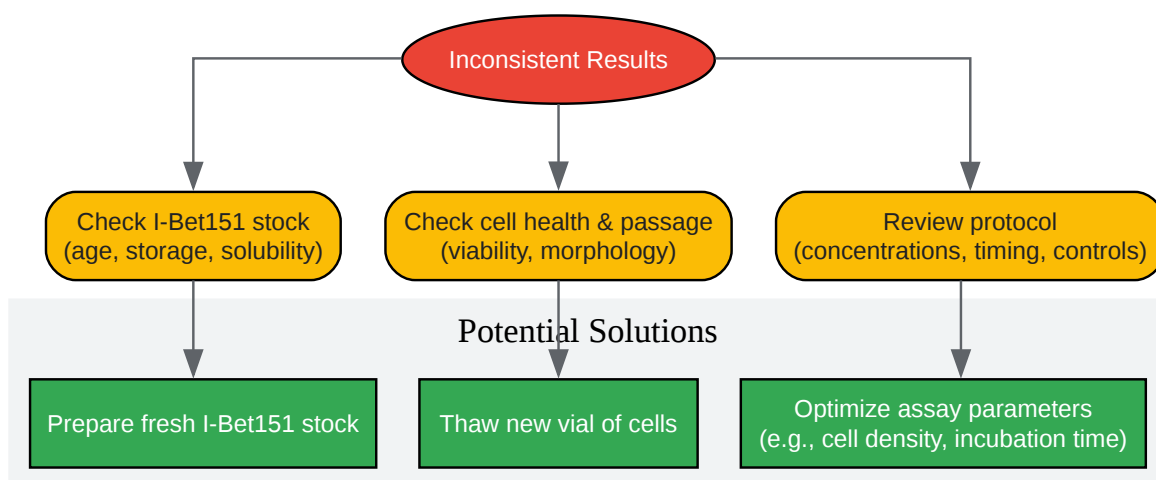 Inconsistent Results
Check I-Bet151 stock
(age, storage, solubility)
Check cell health & passage
(viability, morphology)
Review protocol
(concentrations, timing, controls)
Potential Solutions
Prepare fresh I-Bet151 stock
Thaw new vial of cells
Optimize assay parameters
(e.g., cell density, incubation time)